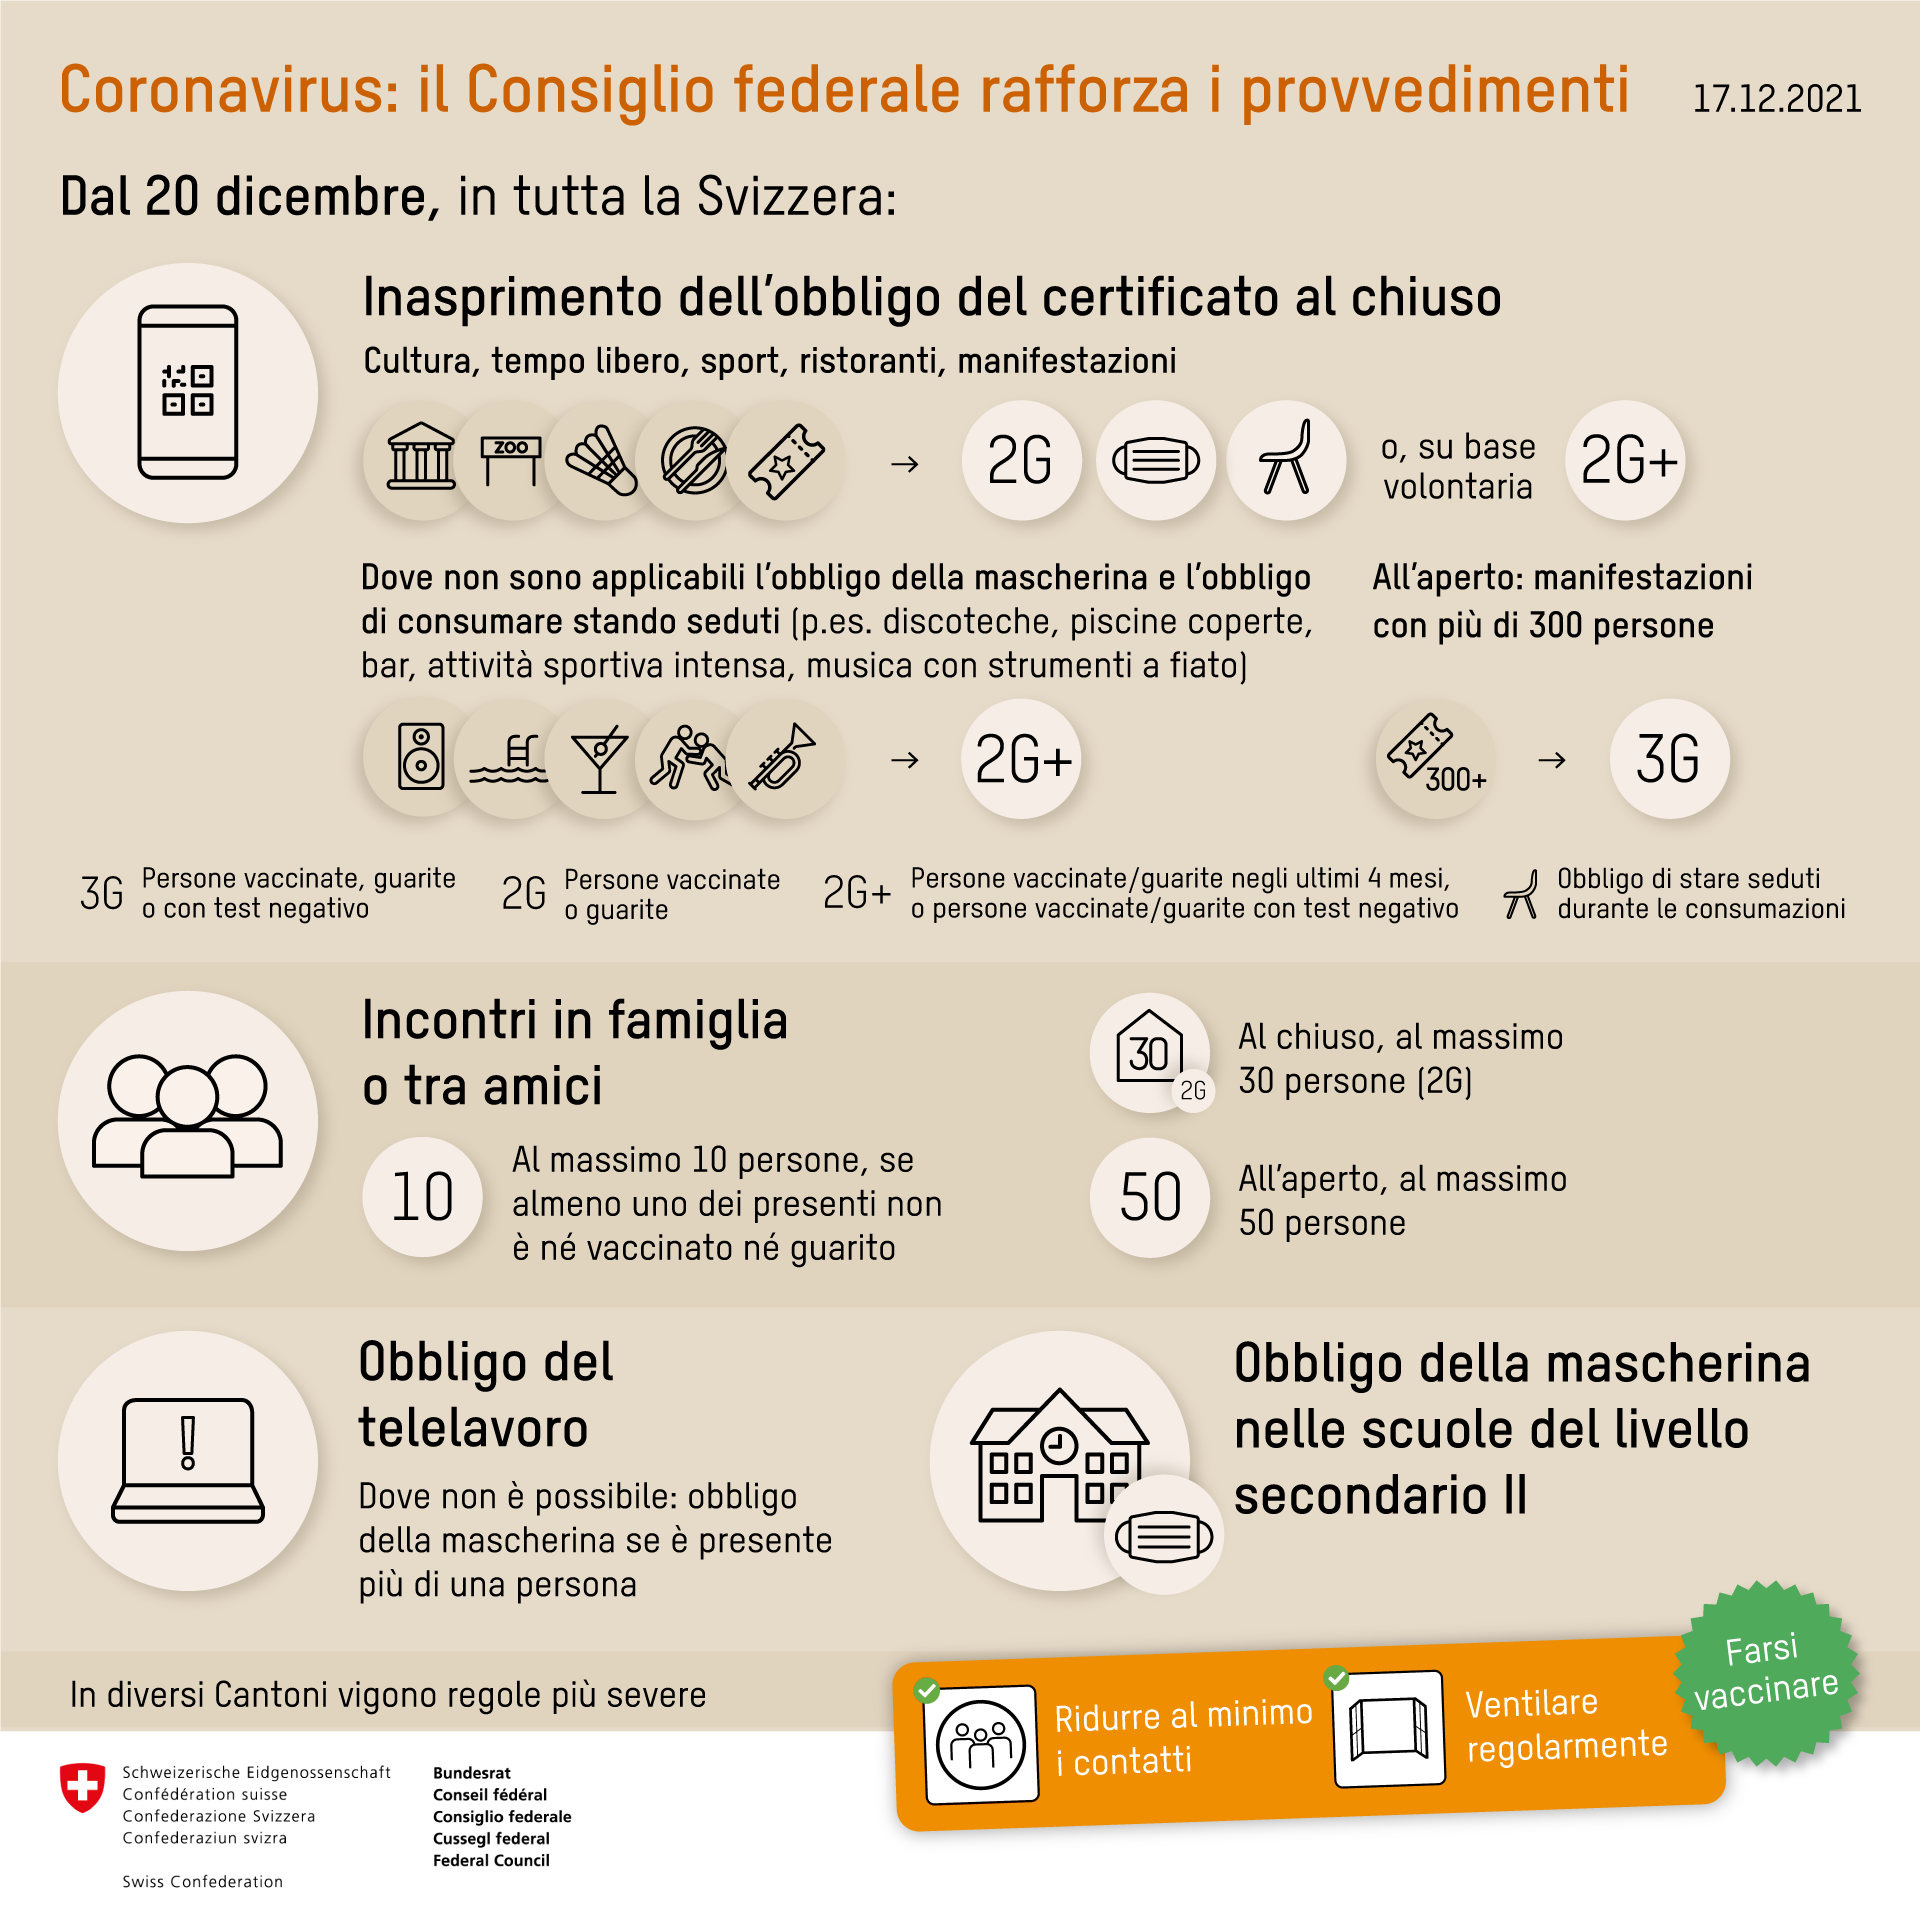 Coronavirus: il Consiglio federale rafforza i provvedimenti
17.12.2021
Dal 20 dicembre, in tutta la Svizzera:
Inasprimento dell'obbligo del certificato al chiuso
Cultura, tempo libero, sport, ristoranti, manifestazioni
ZOO
→
2G
o, su base
volontaria
2G+
Dove non sono applicabili l'obbligo della mascherina e l'obbligo
di consumare stando seduti (p.es. discoteche, piscine coperte,
bar, attività sportiva intensa, musica con strumenti a fiato)
→
2G+
All'aperto: manifestazioni
con più di 300 persone
300+
→
3G
3G
Persone vaccinate, guarite
o con test negativo
2G
Persone vaccinate
o guarite
2G+
Persone vaccinate/guarite negli ultimi 4 mesi,
o persone vaccinate/guarite con test negativo
Obbligo di stare seduti
durante le consumazioni
Incontri in famiglia
o tra amici
10
Al massimo 10 persone, se
almeno uno dei presenti non
è né vaccinato né guarito
30
2G
Al chiuso, al massimo
30 persone (2G)
50
All'aperto, al massimo
50 persone
!
Obbligo del
telelavoro
Dove non è possibile: obbligo
della mascherina se è presente
più di una persona
Obbligo della mascherina
nelle scuole del livello
secondario II
In diversi Cantoni vigono regole più severe
Ridurre al minimo
i contatti
Ventilare
regolarmente
Farsi
vaccinare
Schweizerische Eidgenossenschaft
Confédération suisse
Confederazione Svizzera
Confederaziun svizra
Swiss Confederation
Bundesrat
Conseil fédéral
Consiglio federale
Cussegl federal
Federal Council